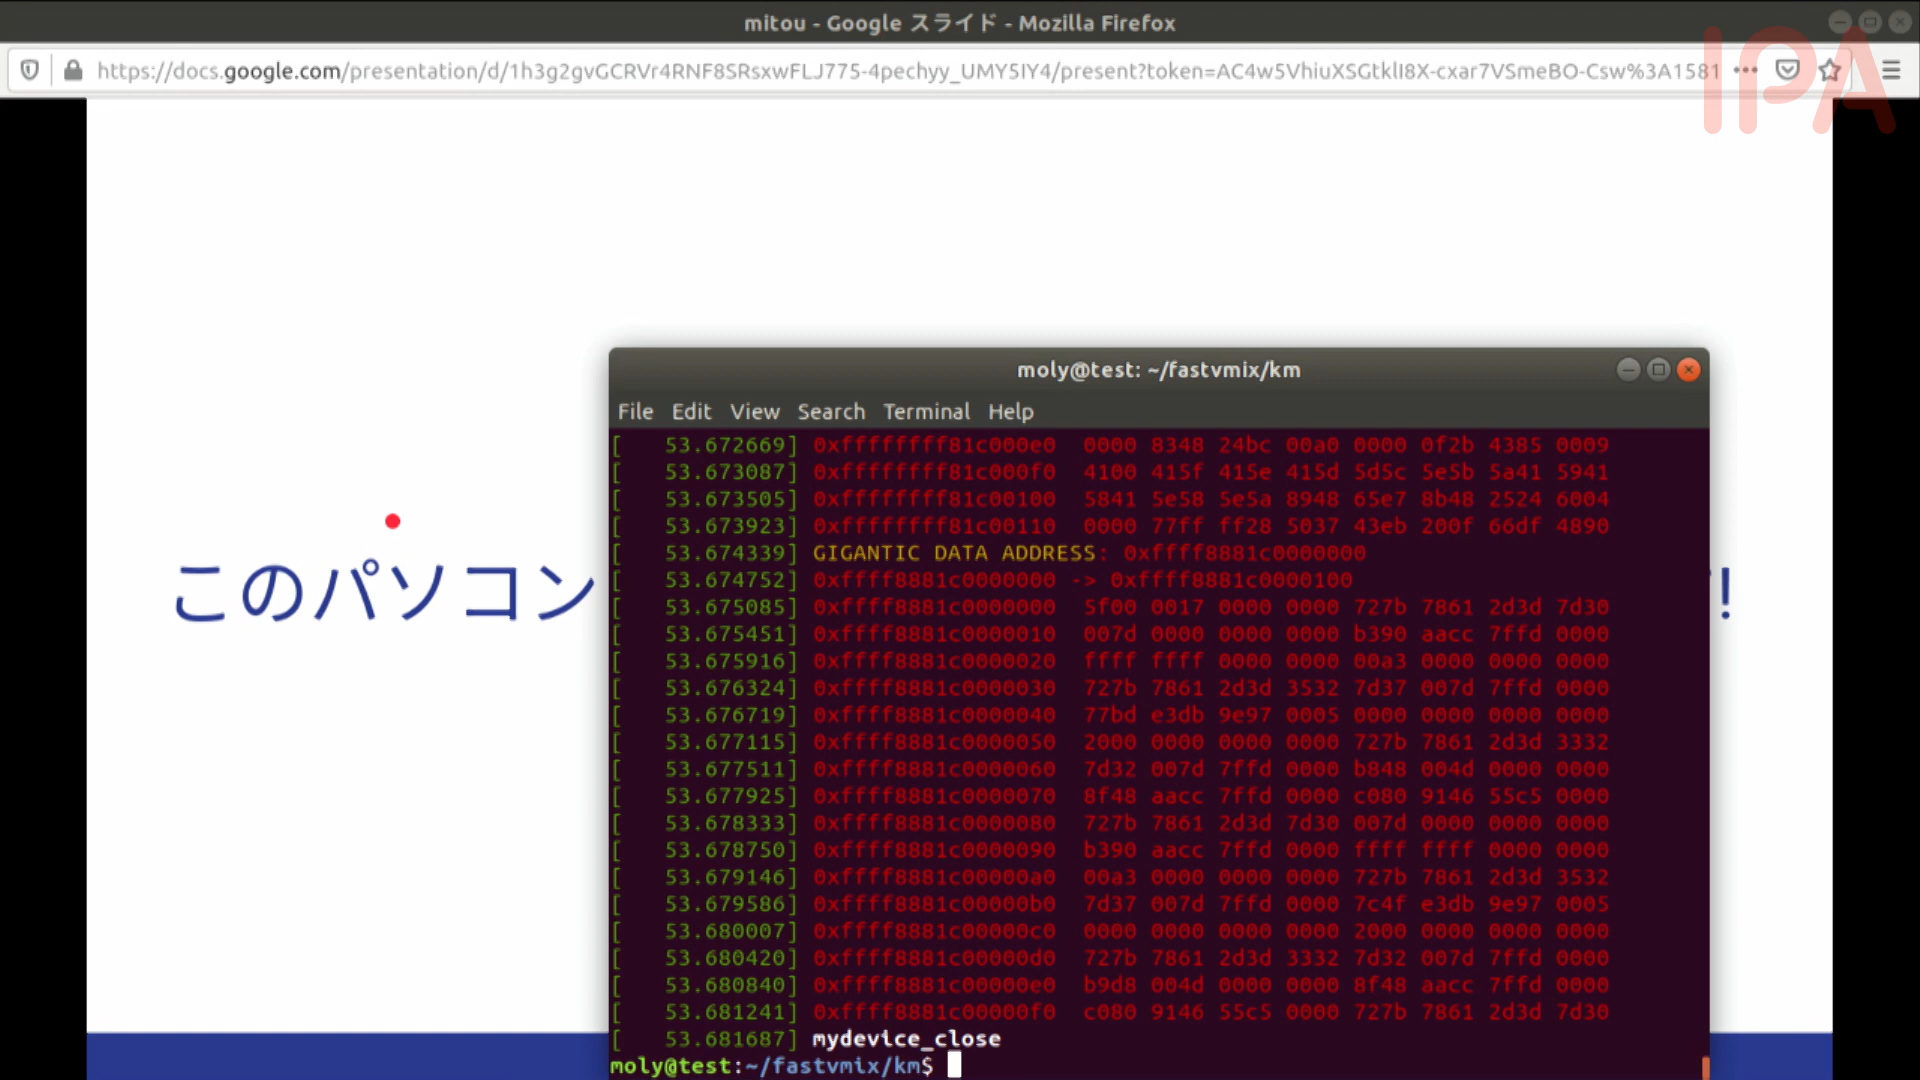 mitou - Google スライド - Mozilla Firefox
https://docs.google.com/presentation/d/1h3g2gvGCRVr4RNF8SRsxwFLJ775-4pechyy_UMY5IY4/present?token=AC4w5VhiuXSGtklI8X-cxar7VSmeBO-Csw%3A1581
IPA
このパソコン
!
moly@test: ~/fastvmix/km
File Edit View Search Terminal Help
[ 53.672669] 0xffffffff81c000e0 0000 8348 24bc 00a0 0000 0f2b 4385 0009
[ 53.673087] 0xffffffff81c000f0 4100 415f 415e 415d 5d5c 5e5b 5a41 5941
[ 53.673505] 0xffffffff81c00100 5841 5e58 5e5a 8948 65e7 8b48 2524 6004
[ 53.673923] 0xffffffff81c00110 0000 77ff ff28 5037 43eb 200f 66df 4890
[ 53.674339] GIGANTIC DATA ADDRESS: 0xffff8881c0000000
[ 53.674752] 0xffff8881c0000000 -> 0xffff8881c0000100
[ 53.675085] 0xffff8881c0000000 5f00 0017 0000 0000 727b 7861 2d3d 7d30
[ 53.675451] 0xffff8881c0000010 007d 0000 0000 0000 b390 aacc 7ffd 0000
[ 53.675916] 0xffff8881c0000020 ffff ffff 0000 0000 00a3 0000 0000 0000
[ 53.676324] 0xffff8881c0000030 727b 7861 2d3d 3532 7d37 007d 7ffd 0000
[ 53.676719] 0xffff8881c0000040 77bd e3db 9e97 0005 0000 0000 0000 0000
[ 53.677115] 0xffff8881c0000050 2000 0000 0000 0000 727b 7861 2d3d 3332
[ 53.677511] 0xffff8881c0000060 7d32 007d 7ffd 0000 b848 004d 0000 0000
[ 53.677925] 0xffff8881c0000070 8f48 aacc 7ffd 0000 c080 9146 55c5 0000
[ 53.678333] 0xffff8881c0000080 727b 7861 2d3d 7d30 007d 0000 0000 0000
[ 53.678750] 0xffff8881c0000090 b390 aacc 7ffd 0000 ffff ffff 0000 0000
[ 53.679146] 0xffff8881c00000a0 00a3 0000 0000 0000 727b 7861 2d3d 3532
[ 53.679586] 0xffff8881c00000b0 7d37 007d 7ffd 0000 7c4f e3db 9e97 0005
[ 53.680007] 0xffff8881c00000c0 0000 0000 0000 0000 2000 0000 0000 0000
[ 53.680420] 0xffff8881c00000d0 727b 7861 2d3d 3332 7d32 007d 7ffd 0000
[ 53.680840] 0xffff8881c00000e0 b9d8 004d 0000 0000 8f48 aacc 7ffd 0000
[ 53.681241] 0xffff8881c00000f0 c080 9146 55c5 0000 727b 7861 2d3d 7d30
[ 53.681687] mydevice_close
moly@test:~/fastvmix/km$